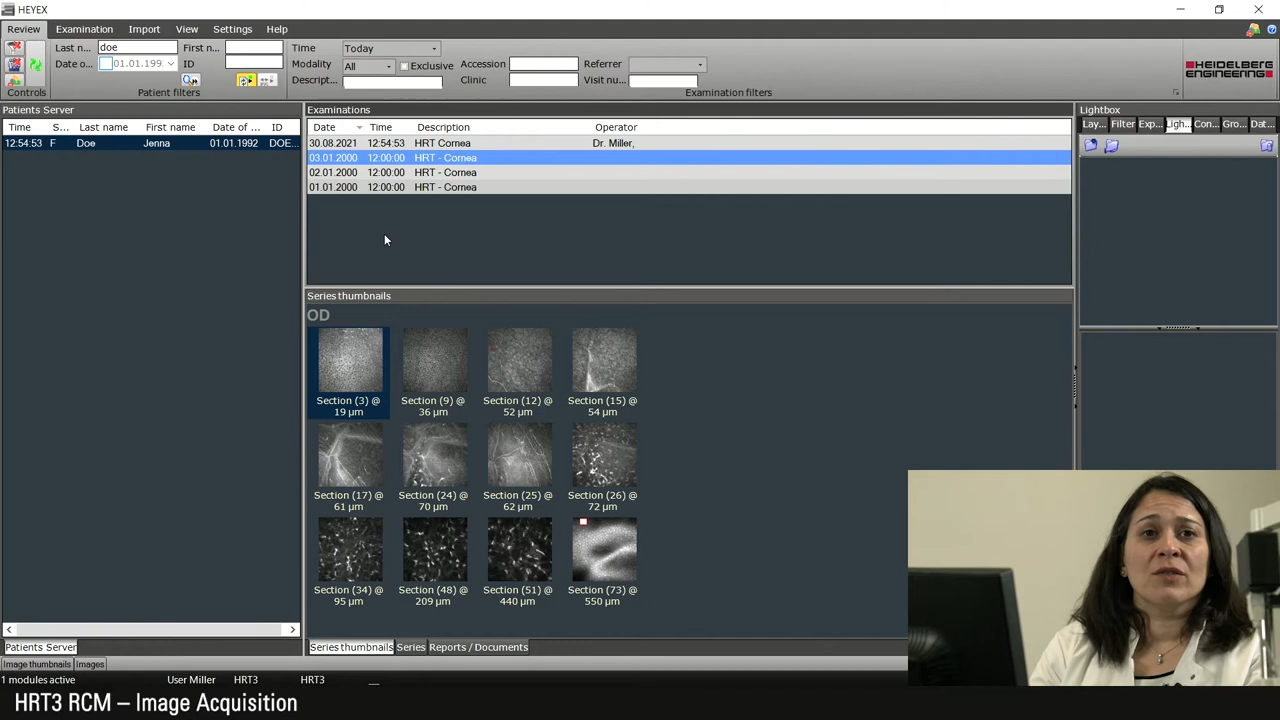 HEYEX
Review Examination Import View Settings Help
Last n... doe First n... Time Today
Date o... 01.01.199. ID Modality All Exclusive Accession Referrer
Descript... Clinic Visit nu...
Controls Patient filters Examination filters
HEIDELBERG
ENGINEERING
Patients Server
Time S... Last name First name Date of ... ID
12:54:53 F Doe Jenna 01.01.1992 DOE...
Examinations
Date Time Description Operator
30.08.2021 12:54:53 HRT Cornea Dr. Miller,
03.01.2000 12:00:00 HRT - Cornea
02.01.2000 12:00:00 HRT - Cornea
01.01.2000 12:00:00 HRT - Cornea
Lightbox
Lay... Filter Exp... Ligh... Con... Gro... Dat...
Series thumbnails
OD
Section (3) @
19 µm
Section (9) @
36 µm
Section (12) @
52 µm
Section (15) @
54 µm
Section (17) @
61 µm
Section (24) @
70 µm
Section (25) @
62 µm
Section (26) @
72 µm
Section (34) @
95 µm
Section (48) @
209 µm
Section (51) @
440 µm
Section (73) @
550 µm
Patients Server
Series thumbnails Series Reports / Documents
Image thumbnails Images
1 modules active User Miller HRT3 HRT3
HRT3 RCM – Image Acquisition